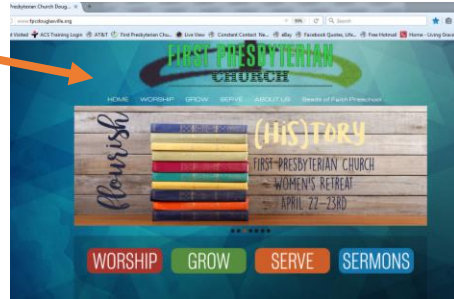 Presbyterian Church Doug...
www.fpcdouglasville.org
Search
Visited ACS Training Login AT&T First Presbyterian Chu... Live View Constant Contact: Ne... eBay Facebook Quotes, Life... Free Hotmail Home - Living Grace
FIRST PRESBYTERIAN
CHURCH
HOME WORSHIP GROW SERVE ABOUT US Beads of Faith Preschool
flourish
(HIS)TORY
FIRST PRESBYTERIAN CHURCH
WOMEN'S RETREAT
APRIL 22-23RD
WORSHIP GROW SERVE SERMONS